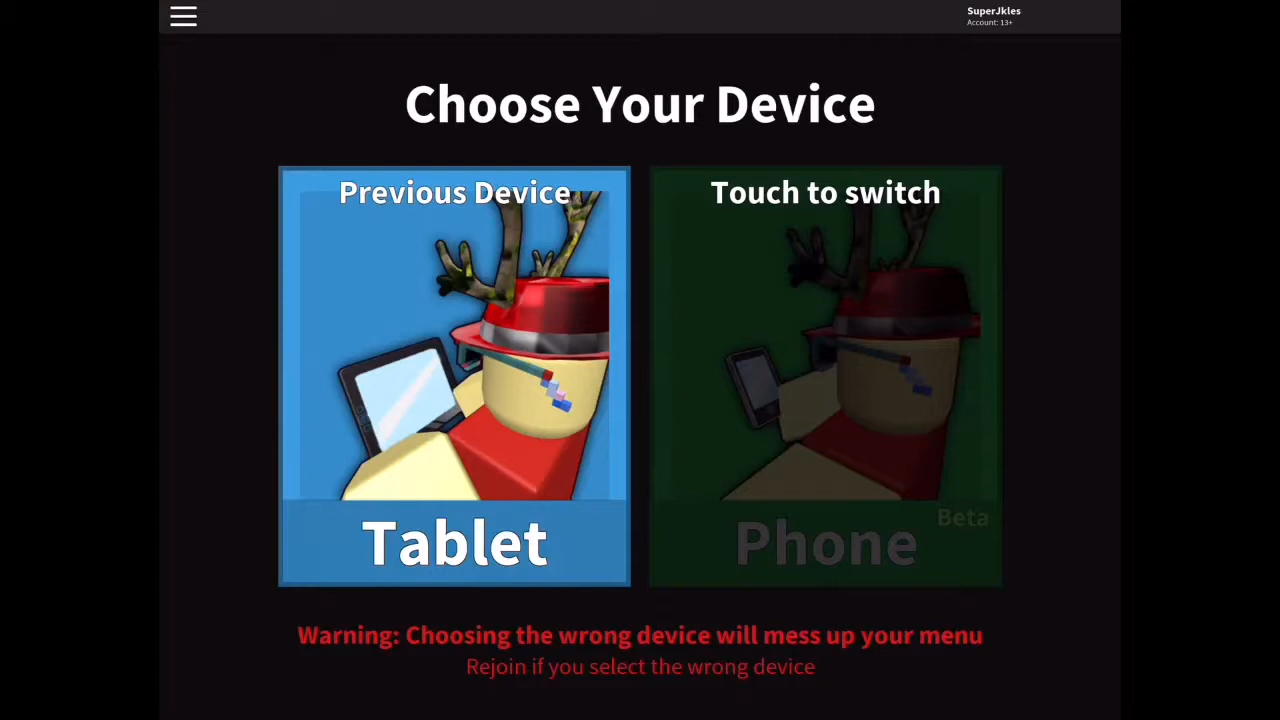 SuperJkles
Account: 13+
Choose Your Device
Previous Device
Touch to switch
Tablet
Beta
Phone
Warning: Choosing the wrong device will mess up your menu
Rejoin if you select the wrong device